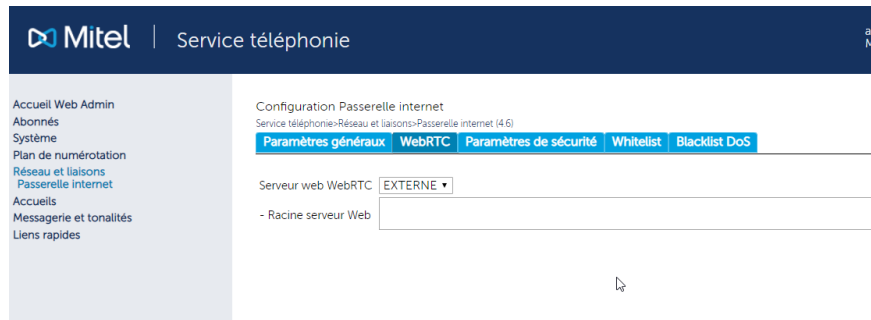 Mitel | Service téléphonie
Accueil Web Admin
Abonnés
Système
Plan de numérotation
Réseau et liaisons
Passerelle internet
Accueils
Messagerie et tonalités
Liens rapides
Configuration Passerelle internet
Service téléphonie>Réseau et liaisons>Passerelle internet (4.6)
Paramètres généraux WebRTC Paramètres de sécurité Whitelist Blacklist DoS
Serveur web WebRTC EXTERNE
- Racine serveur Web